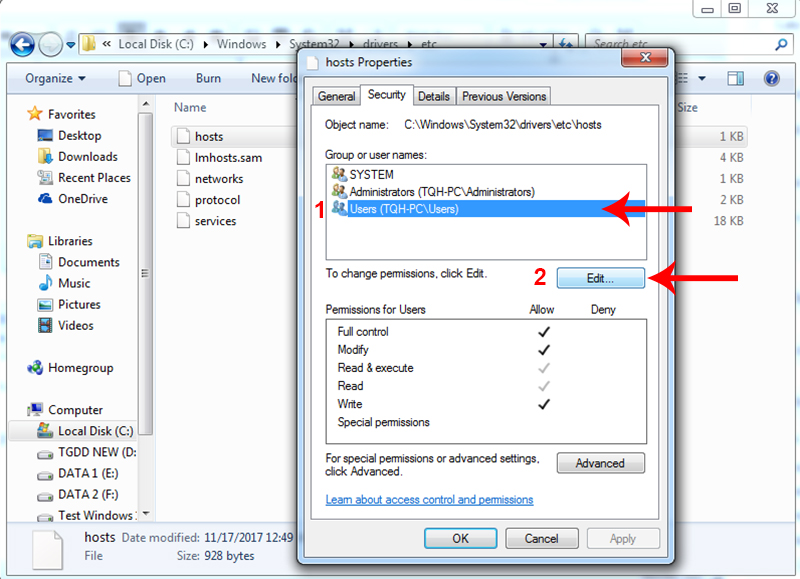 « Local Disk (C:) ▸ Windows ▸ System32 ▸ drivers ▸ etc
Search etc
Organize
Open
Burn
New fold
hosts Properties
General
Security
Details
Previous Versions
Object name: C:\Windows\System32\drivers\etc\hosts
Group or user names:
SYSTEM
Administrators (TQH-PC\Administrators)
1
Users (TQH-PC\Users)
To change permissions, click Edit.
2
Edit...
Permissions for Users
Allow
Deny
Full control
Modify
Read & execute
Read
Write
Special permissions
For special permissions or advanced settings,
click Advanced.
Advanced
Learn about access control and permissions
OK
Cancel
Apply
Favorites
Desktop
Downloads
Recent Places
OneDrive
Libraries
Documents
Music
Pictures
Videos
Homegroup
Computer
Local Disk (C:)
TGDD NEW (D:
DATA 1 (E:)
DATA 2 (F:)
Test Windows
Name
Size
hosts
1 KB
lmhosts.sam
4 KB
networks
1 KB
protocol
2 KB
services
18 KB
hosts Date modified: 11/17/2017 12:49
File Size: 928 bytes